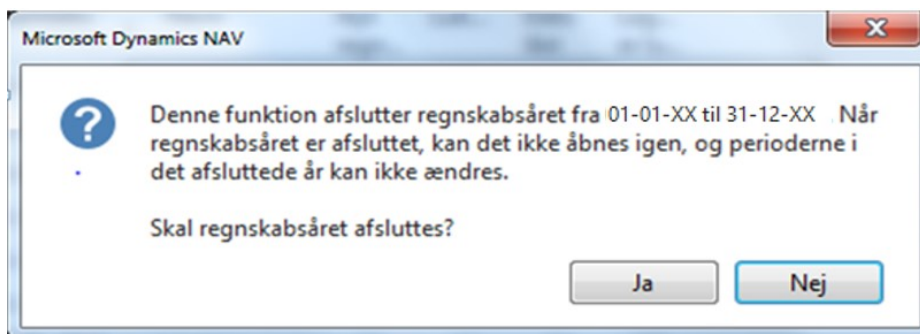 Microsoft Dynamics NAV
Denne funktion afslutter regnskabsåret fra 01-01-XX til 31-12-XX . Når
regnskabsåret er afsluttet, kan det ikke åbnes igen, og perioderne i
det afsluttede år kan ikke ændres.
Skal regnskabsåret afsluttes?
Ja Nej